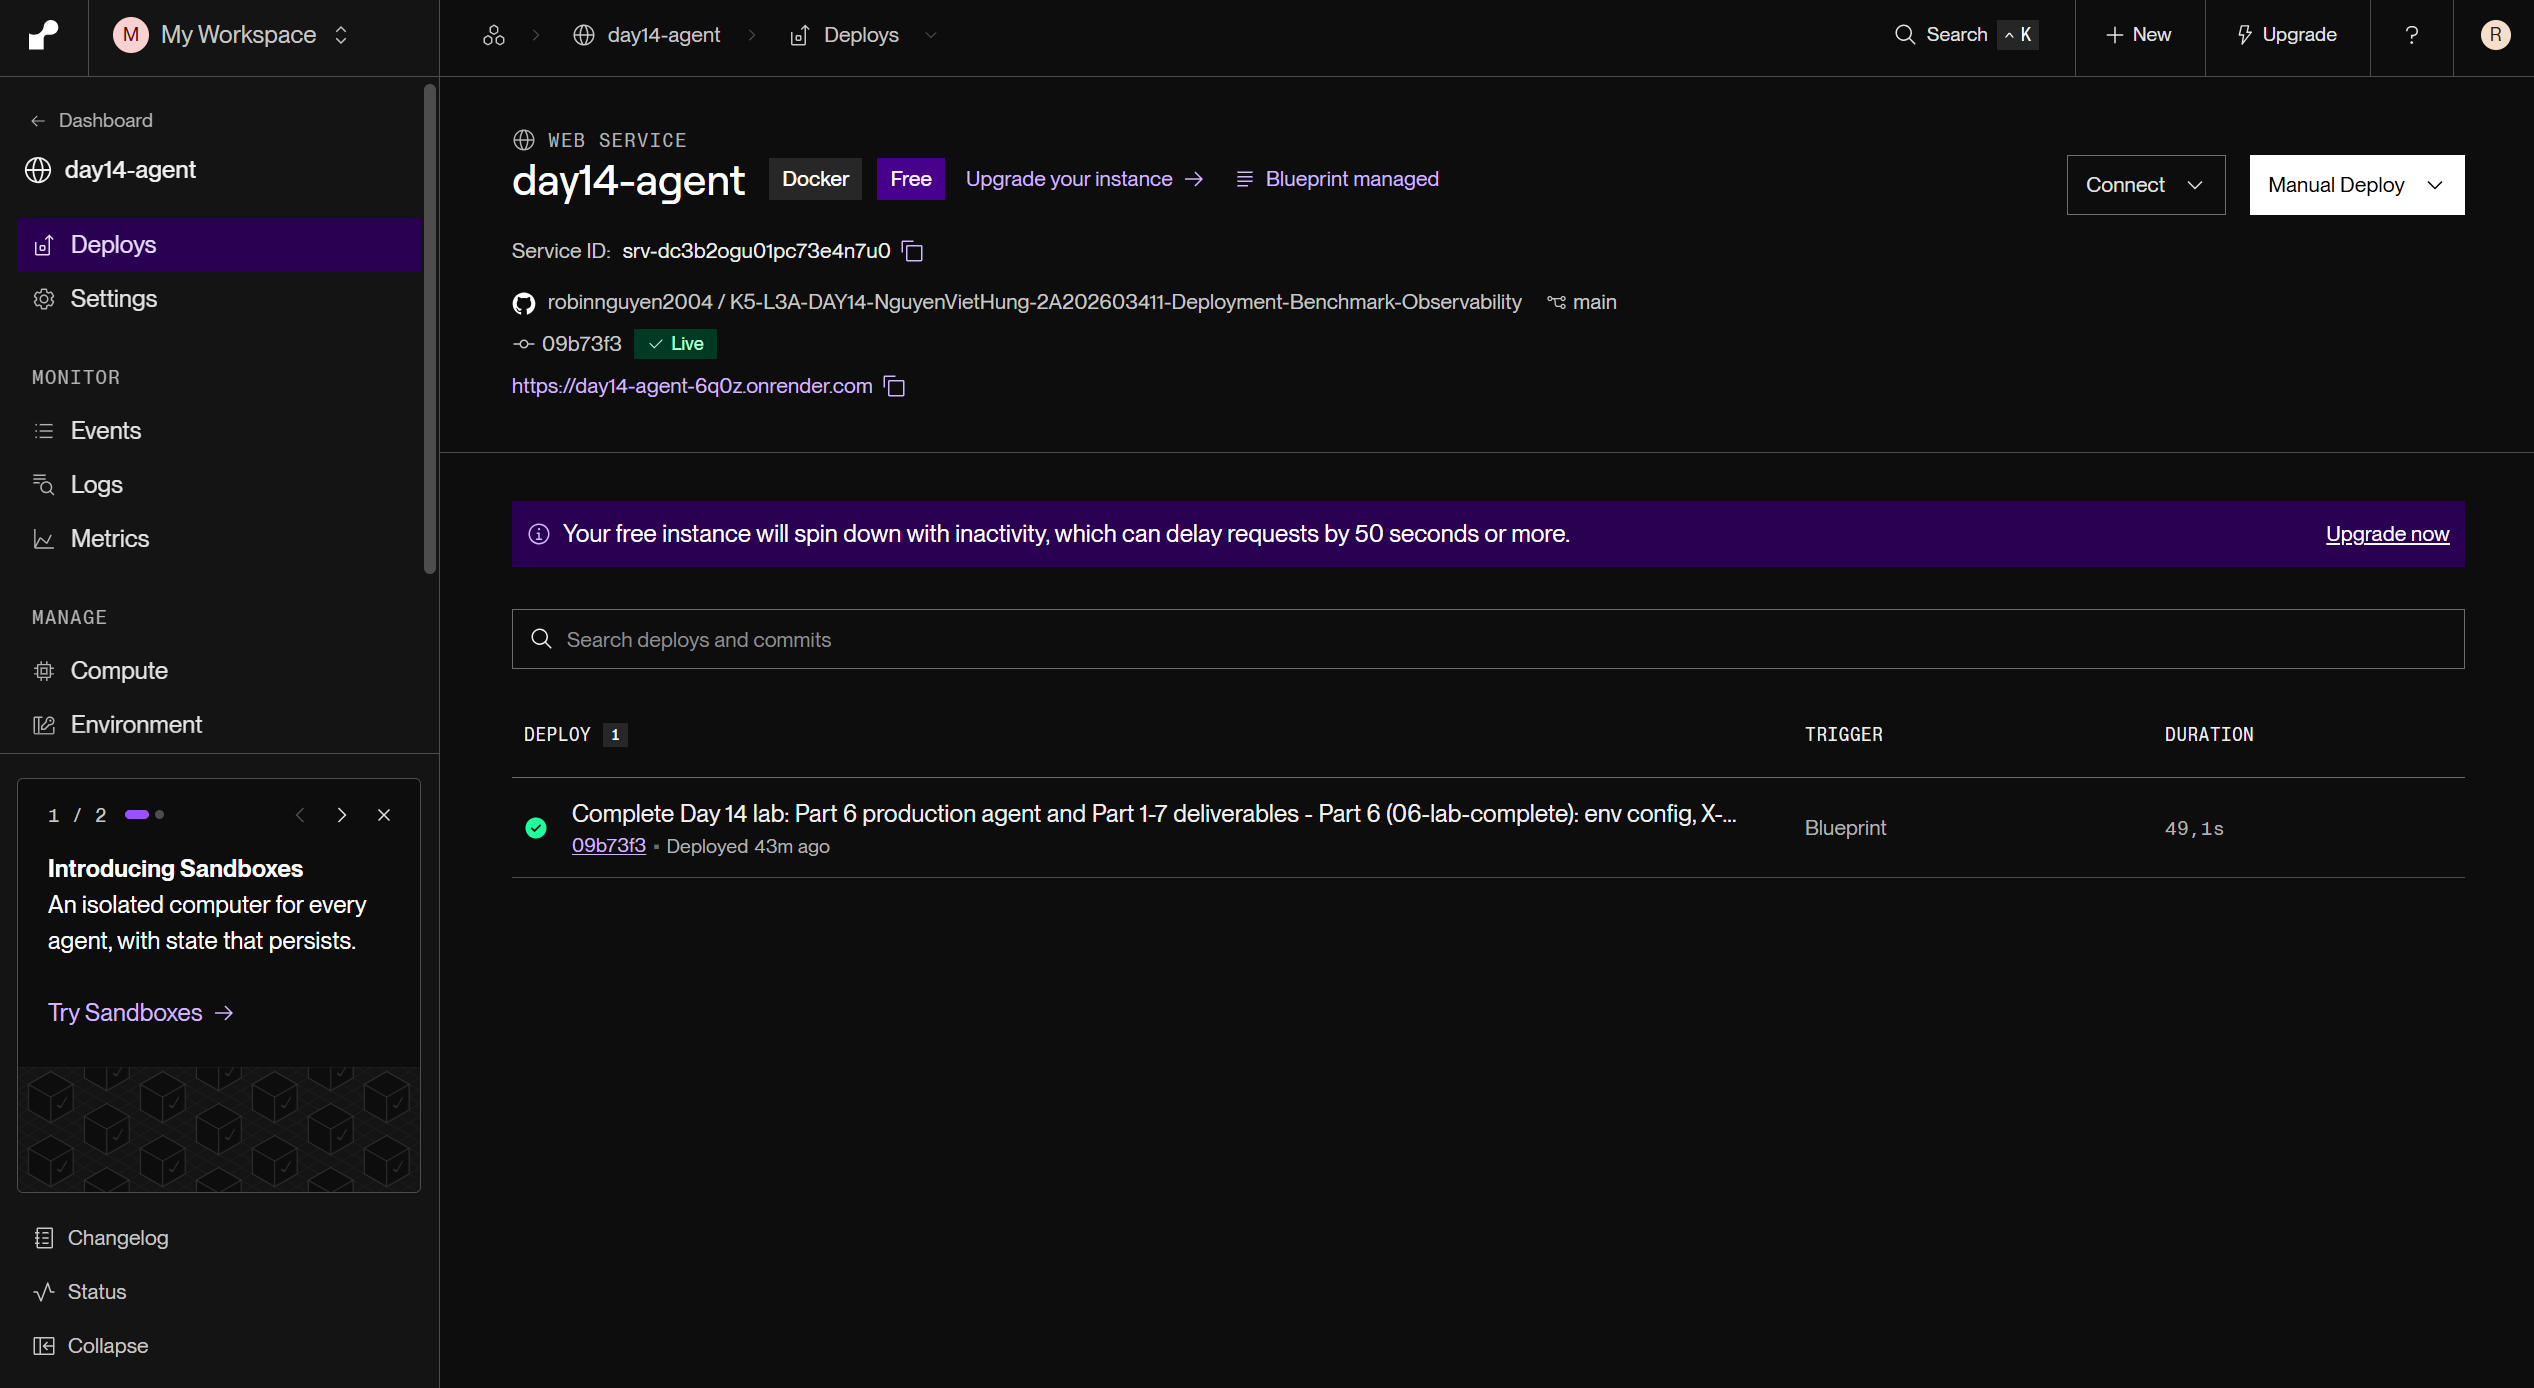 M My Workspace
day14-agent
Deploys
Search ^ K
+ New
Upgrade
?
R
← Dashboard
day14-agent
Deploys
Settings
MONITOR
Events
Logs
Metrics
MANAGE
Compute
Environment
1 / 2
Introducing Sandboxes
An isolated computer for every
agent, with state that persists.
Try Sandboxes →
Changelog
Status
Collapse
WEB SERVICE
day14-agent Docker Free Upgrade your instance → Blueprint managed
Connect
Manual Deploy
Service ID: srv-dc3b2ogu01pc73e4n7u0
robinnguyen2004 / K5-L3A-DAY14-NguyenVietHung-2A202603411-Deployment-Benchmark-Observability main
09b73f3 Live
https://day14-agent-6q0z.onrender.com
Your free instance will spin down with inactivity, which can delay requests by 50 seconds or more. Upgrade now
Search deploys and commits
DEPLOY 1 TRIGGER DURATION
Complete Day 14 lab: Part 6 production agent and Part 1-7 deliverables - Part 6 (06-lab-complete): env config, X-...
09b73f3 ▪ Deployed 43m ago
Blueprint
49,1s